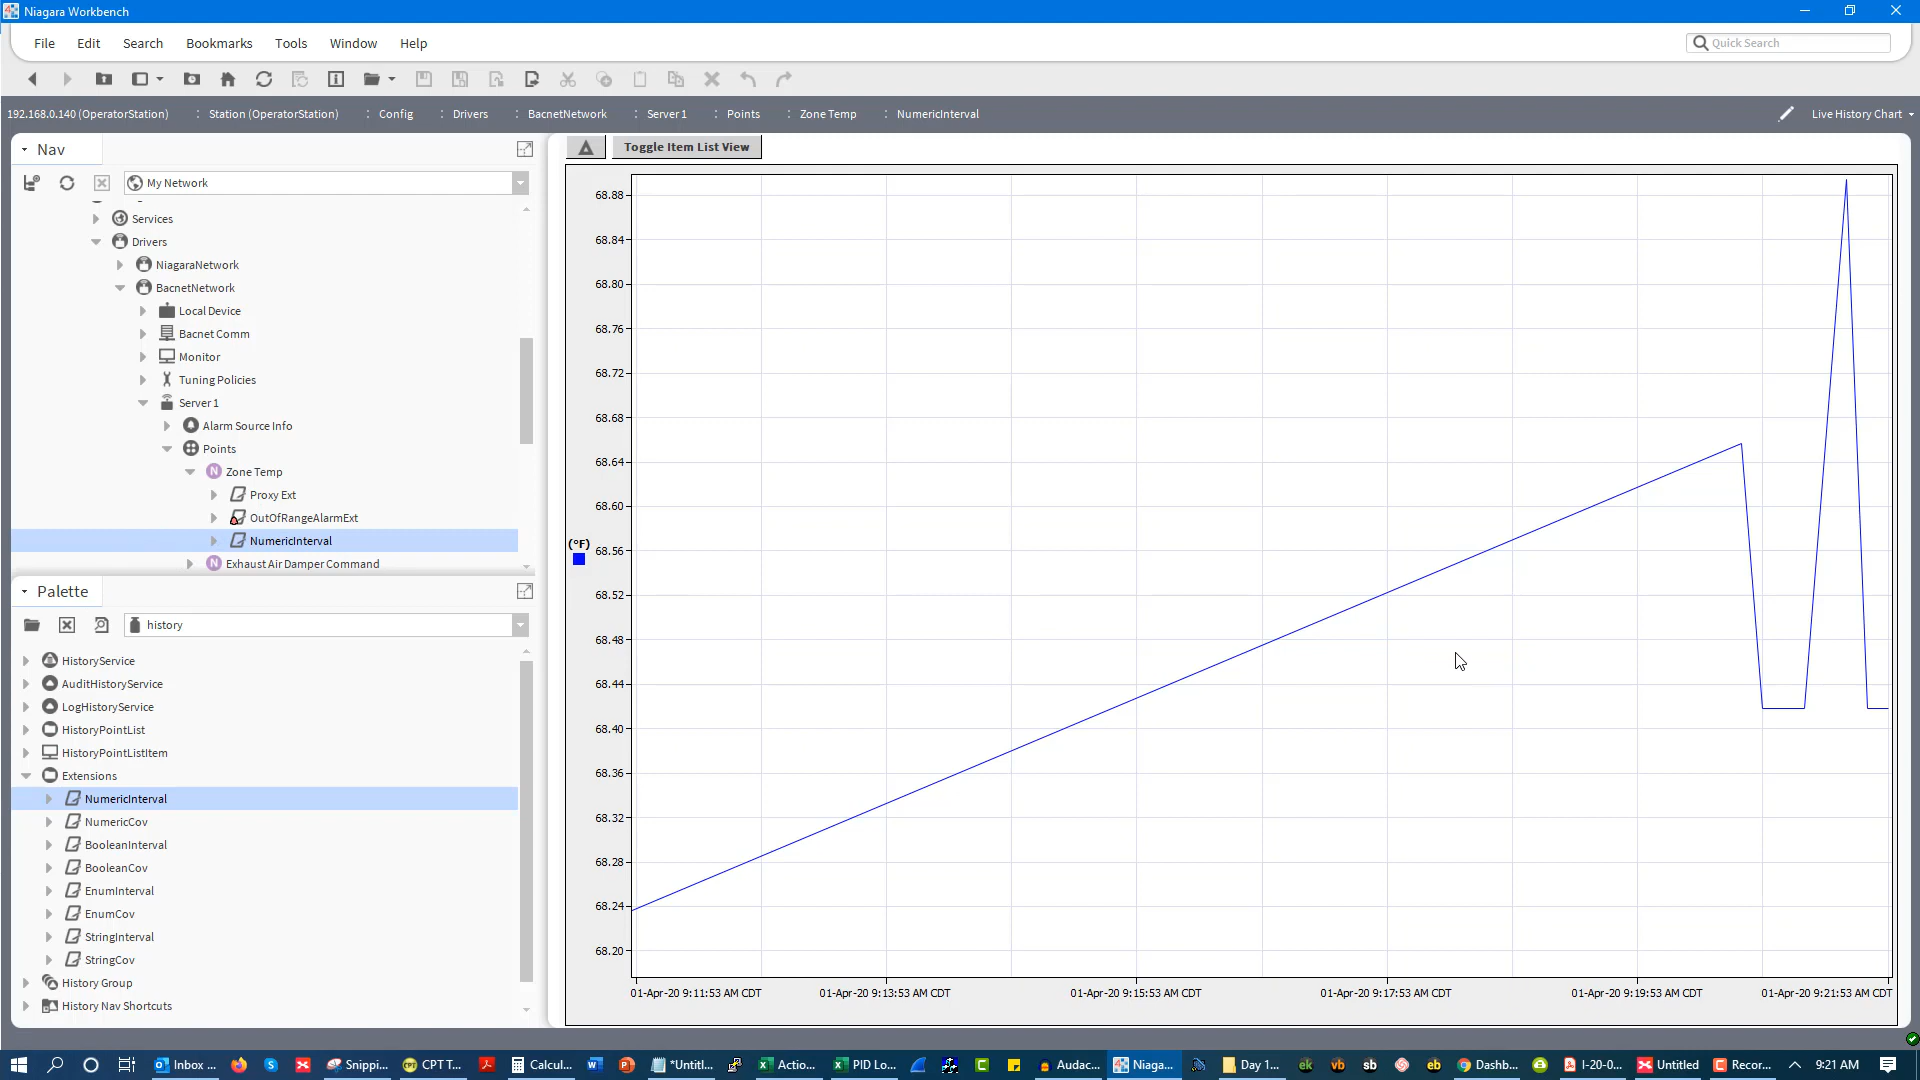 Niagara Workbench
File Edit Search Bookmarks Tools Window Help
Quick Search
192.168.0.140 (OperatorStation) : Station (OperatorStation) : Config : Drivers : BacnetNetwork : Server1 : Points : Zone Temp : NumericInterval
Live History Chart
Nav
My Network
Services
Drivers
NiagaraNetwork
BacnetNetwork
Local Device
Bacnet Comm
Monitor
Tuning Policies
Server1
Alarm Source Info
Points
N Zone Temp
Proxy Ext
OutOfRangeAlarmExt
NumericInterval
N Exhaust Air Damper Command
Palette
history
HistoryService
AuditHistoryService
LogHistoryService
HistoryPointList
HistoryPointListItem
Extensions
NumericInterval
NumericCov
BooleanInterval
BooleanCov
EnumInterval
EnumCov
StringInterval
StringCov
History Group
History Nav Shortcuts
Toggle Item List View
68.88
68.84
68.80
68.76
68.72
68.68
68.64
68.60
(°F)
68.56
68.52
68.48
68.44
68.40
68.36
68.32
68.28
68.24
68.20
01-Apr-20 9:11:53 AM CDT 01-Apr-20 9:13:53 AM CDT 01-Apr-20 9:15:53 AM CDT 01-Apr-20 9:17:53 AM CDT 01-Apr-20 9:19:53 AM CDT 01-Apr-20 9:21:53 AM CDT
Inbox ... Snippi... CPT T... Calcul... *Untitl... Actio... PID Lo... Audac... Niaga... Day 1... ek vb sb eb Dashb... I-20-0... Untitled Recor... 9:21 AM